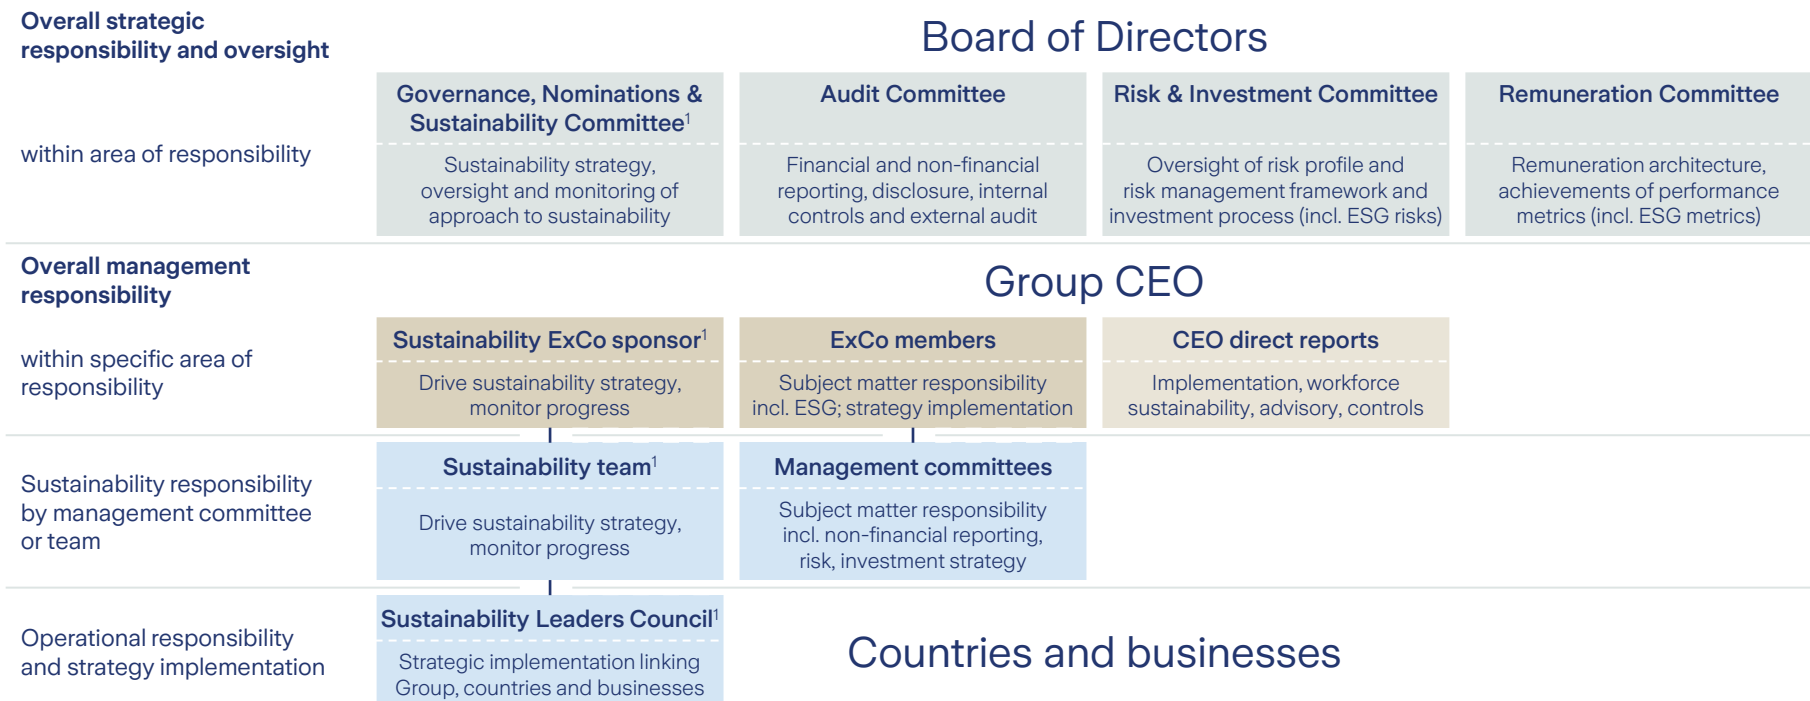 Overall strategic
responsibility and oversight
Board of Directors
within area of responsibility
Governance, Nominations &
Sustainability Committee¹
Sustainability strategy,
oversight and monitoring of
approach to sustainability
Audit Committee
Financial and non-financial
reporting, disclosure, internal
controls and external audit
Risk & Investment Committee
Oversight of risk profile and
risk management framework and
investment process (incl. ESG risks)
Remuneration Committee
Remuneration architecture,
achievements of performance
metrics (incl. ESG metrics)
Overall management
responsibility
Group CEO
within specific area of
responsibility
Sustainability ExCo sponsor¹
Drive sustainability strategy,
monitor progress
ExCo members
Subject matter responsibility
incl. ESG; strategy implementation
CEO direct reports
Implementation, workforce
sustainability, advisory, controls
Sustainability responsibility
by management committee
or team
Sustainability team¹
Drive sustainability strategy,
monitor progress
Management committees
Subject matter responsibility
incl. non-financial reporting,
risk, investment strategy
Operational responsibility
and strategy implementation
Sustainability Leaders Council¹
Strategic implementation linking
Group, countries and businesses
Countries and businesses